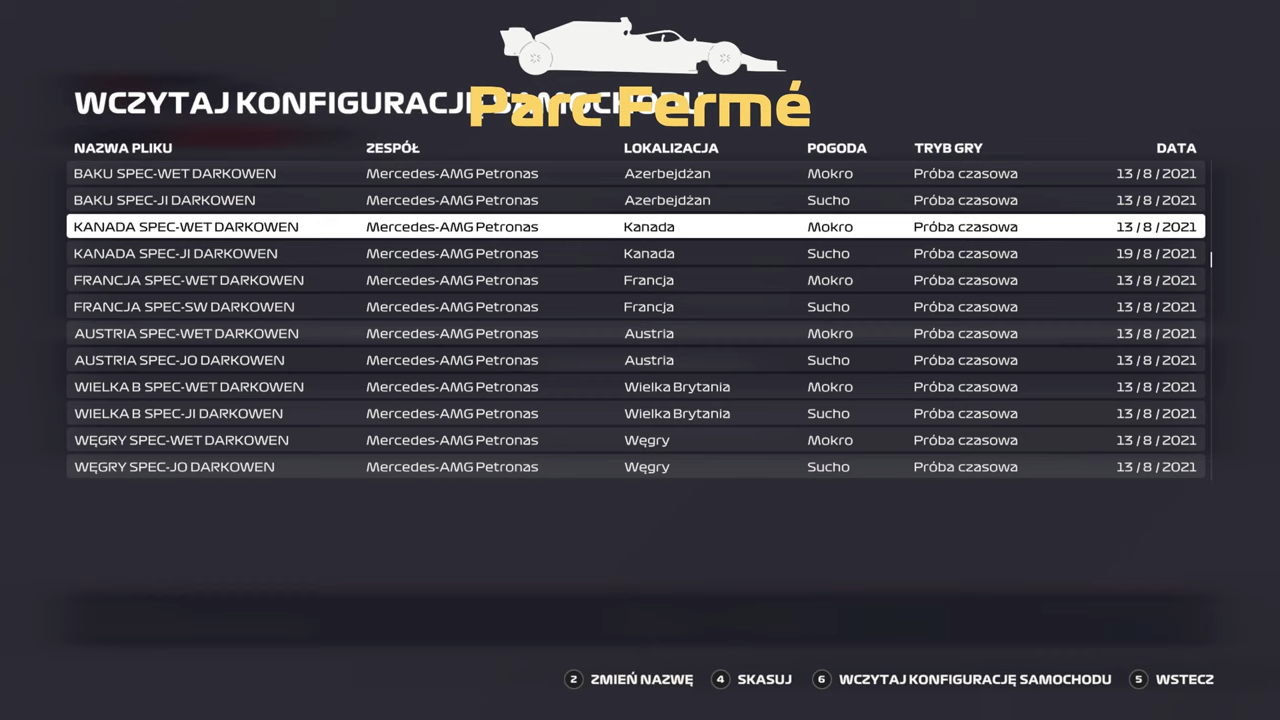 WCZYTAJ KONFIGURACJĘ SAMOCHODU
Parc Fermé
NAZWA PLIKU ZESPÓŁ LOKALIZACJA POGODA TRYB GRY DATA
BAKU SPEC-WET DARKOWEN Mercedes-AMG Petronas Azerbejdżan Mokro Próba czasowa 13 / 8 / 2021
BAKU SPEC-JI DARKOWEN Mercedes-AMG Petronas Azerbejdżan Sucho Próba czasowa 13 / 8 / 2021
KANADA SPEC-WET DARKOWEN Mercedes-AMG Petronas Kanada Mokro Próba czasowa 13 / 8 / 2021
KANADA SPEC-JI DARKOWEN Mercedes-AMG Petronas Kanada Sucho Próba czasowa 19 / 8 / 2021
FRANCJA SPEC-WET DARKOWEN Mercedes-AMG Petronas Francja Mokro Próba czasowa 13 / 8 / 2021
FRANCJA SPEC-SW DARKOWEN Mercedes-AMG Petronas Francja Sucho Próba czasowa 13 / 8 / 2021
AUSTRIA SPEC-WET DARKOWEN Mercedes-AMG Petronas Austria Mokro Próba czasowa 13 / 8 / 2021
AUSTRIA SPEC-JO DARKOWEN Mercedes-AMG Petronas Austria Sucho Próba czasowa 13 / 8 / 2021
WIELKA B SPEC-WET DARKOWEN Mercedes-AMG Petronas Wielka Brytania Mokro Próba czasowa 13 / 8 / 2021
WIELKA B SPEC-JI DARKOWEN Mercedes-AMG Petronas Wielka Brytania Sucho Próba czasowa 13 / 8 / 2021
WĘGRY SPEC-WET DARKOWEN Mercedes-AMG Petronas Węgry Mokro Próba czasowa 13 / 8 / 2021
WĘGRY SPEC-JO DARKOWEN Mercedes-AMG Petronas Węgry Sucho Próba czasowa 13 / 8 / 2021
2 ZMIEŃ NAZWĘ 4 SKASUJ 6 WCZYTAJ KONFIGURACJĘ SAMOCHODU 5 WSTECZ